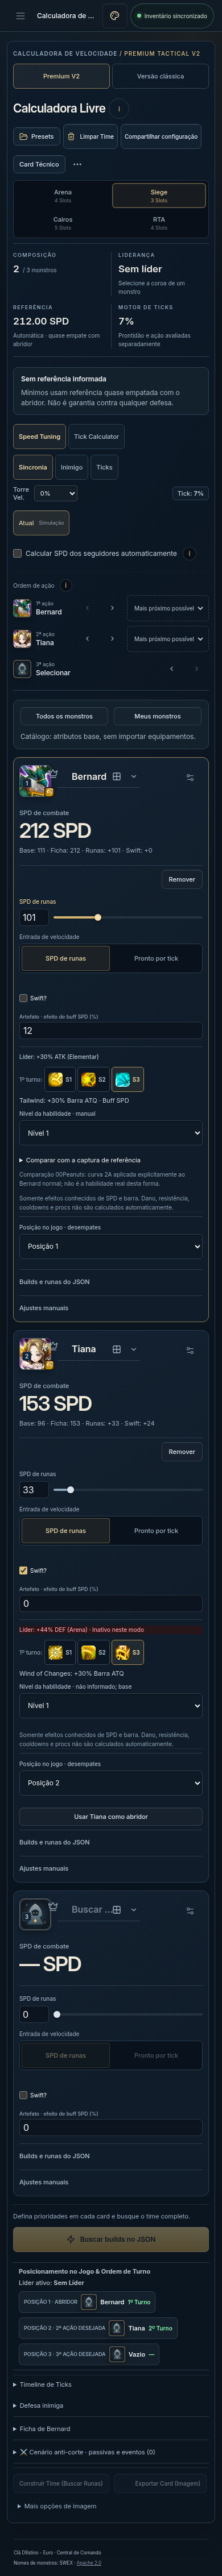 Calculadora de ...
Inventário sincronizado
CALCULADORA DE VELOCIDADE / PREMIUM TACTICAL V2
Premium V2
Versão clássica
Calculadora Livre
i
Presets
Limpar Time
Compartilhar configuração
Card Técnico
...
Arena
4 Slots
Siege
3 Slots
Cairos
5 Slots
RTA
4 Slots
COMPOSIÇÃO
2 / 3 monstros
LIDERANÇA
Sem líder
Selecione a coroa de um monstro
REFERÊNCIA
212.00 SPD
Automática · quase empate com abridor
MOTOR DE TICKS
7%
Prontidão e ação avaliadas separadamente
Sem referência informada
Mínimos usam referência quase empatada com o abridor. Não é garantia contra qualquer defesa.
Speed Tuning
Tick Calculator
Sincronia
Inimigo
Ticks
Torre Vel.
0%
Tick: 7%
Atual
Simulação
Calcular SPD dos seguidores automaticamente
i
Ordem de ação
i
1ª ação
Bernard
Mais próximo possível
2ª ação
Tiana
Mais próximo possível
3ª ação
Selecionar
Todos os monstros
Meus monstros
Catálogo: atributos base, sem importar equipamentos.
1
Bernard
SPD de combate
212 SPD
Base: 111 · Ficha: 212 · Runas: +101 · Swift: +0
Remover
SPD de runas
101
Entrada de velocidade
SPD de runas
Pronto por tick
Swift?
Artefato · efeito de buff SPD (%)
12
Líder: +30% ATK (Elementar)
1º turno:
S1
S2
S3
Tailwind: +30% Barra ATQ · Buff SPD
Nível da habilidade · manual
Nível 1
Comparar com a captura de referência
Comparação 00Peanuts: curva 2A aplicada explicitamente ao Bernard normal; não é a habilidade real desta forma.
Somente efeitos conhecidos de SPD e barra. Dano, resistência, cooldowns e procs não são calculados automaticamente.
Posição no jogo · desempates
Posição 1
Builds e runas do JSON
Ajustes manuais
2
Tiana
SPD de combate
153 SPD
Base: 96 · Ficha: 153 · Runas: +33 · Swift: +24
Remover
SPD de runas
33
Entrada de velocidade
SPD de runas
Pronto por tick
Swift?
Artefato · efeito de buff SPD (%)
0
Líder: +44% DEF (Arena) · Inativo neste modo
1º turno:
S1
S2
S3
Wind of Changes: +30% Barra ATQ
Nível da habilidade · não informado; base
Nível 1
Somente efeitos conhecidos de SPD e barra. Dano, resistência, cooldowns e procs não são calculados automaticamente.
Posição no jogo · desempates
Posição 2
Usar Tiana como abridor
Builds e runas do JSON
Ajustes manuais
3
Buscar ...
SPD de combate
— SPD
SPD de runas
0
Entrada de velocidade
SPD de runas
Pronto por tick
Swift?
Artefato · efeito de buff SPD (%)
0
Builds e runas do JSON
Ajustes manuais
Defina prioridades em cada card e busque o time completo.
Buscar builds no JSON
Posicionamento no Jogo & Ordem de Turno
Líder ativo: Sem Líder
POSIÇÃO 1 · ABRIDOR
Bernard
1º Turno
POSIÇÃO 2 · 2ª AÇÃO DESEJADA
Tiana
2º Turno
POSIÇÃO 3 · 3ª AÇÃO DESEJADA
Vazio
—
Timeline de Ticks
Defesa inimiga
Ficha de Bernard
Cenário anti-corte · passivas e eventos (0)
Construir Time (Buscar Runas)
Exportar Card (Imagem)
Mais opções de imagem
Nomes de monstros: SWEX · Apache 2.0